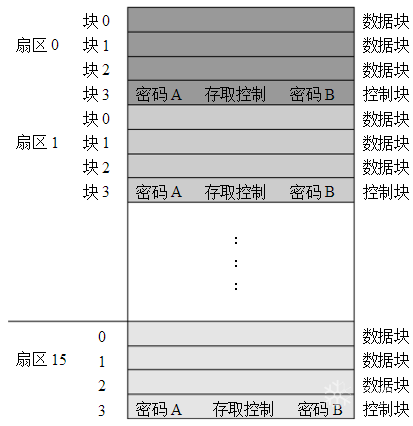 块 0 数据块
扇区 0 块 1 数据块
块 2 数据块
块 3 密码 A 存取控制 密码 B 控制块
块 0 数据块
扇区 1 块 1 数据块
块 2 数据块
块 3 密码 A 存取控制 密码 B 控制块
:
:
:
0 数据块
扇区 15 1 数据块
2 数据块
3 密码 A 存取控制 密码 B 控制块